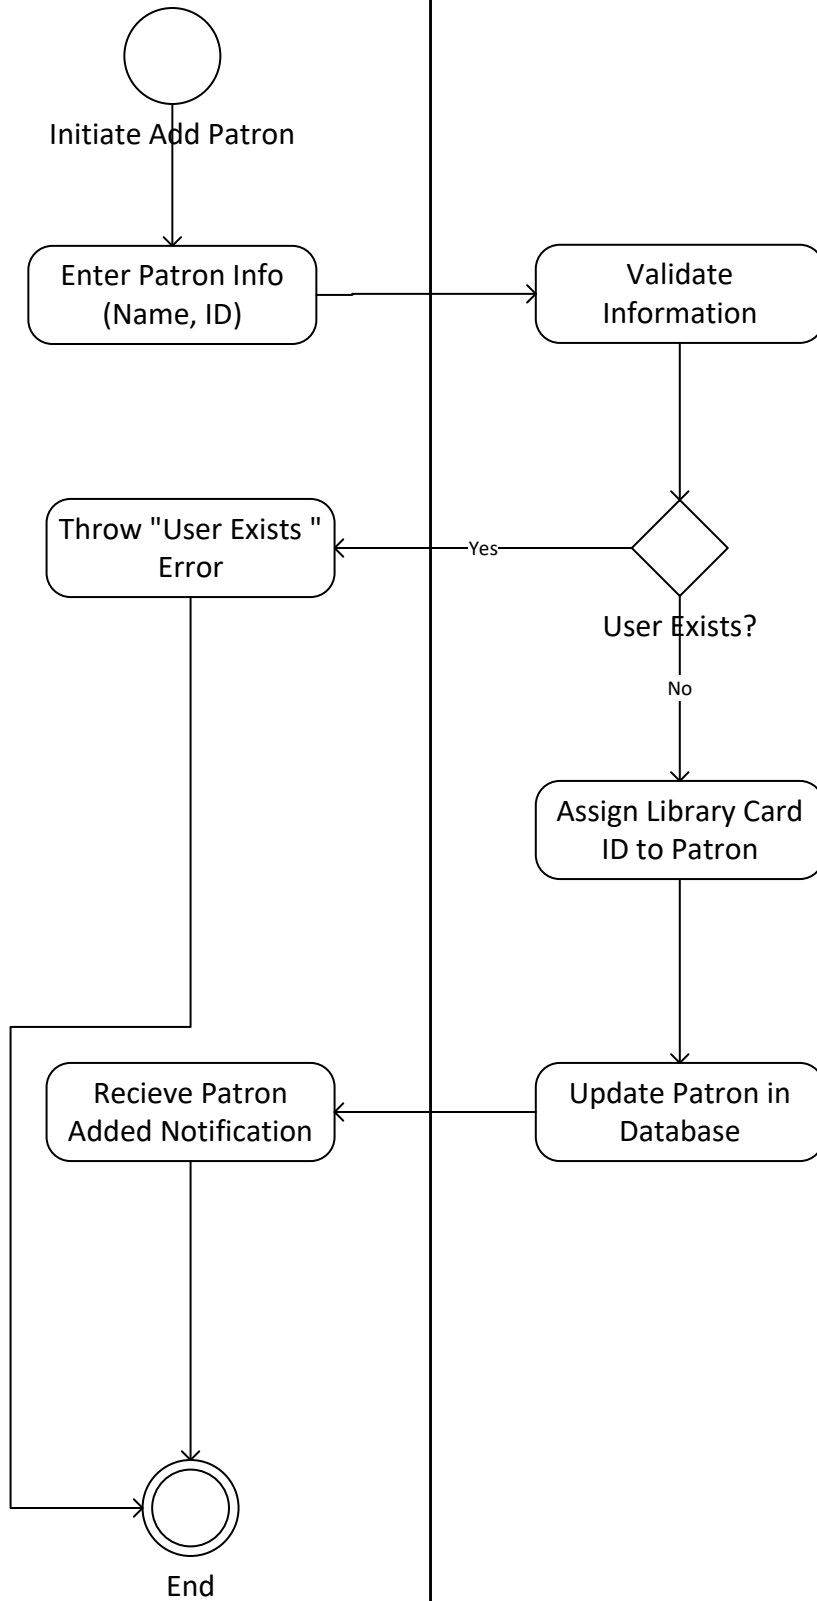 Initiate Add Patron
Enter Patron Info
(Name, ID)
Validate
Information
Throw "User Exists "
Error
Yes
User Exists?
No
Assign Library Card
ID to Patron
Recieve Patron
Added Notification
Update Patron in
Database
End